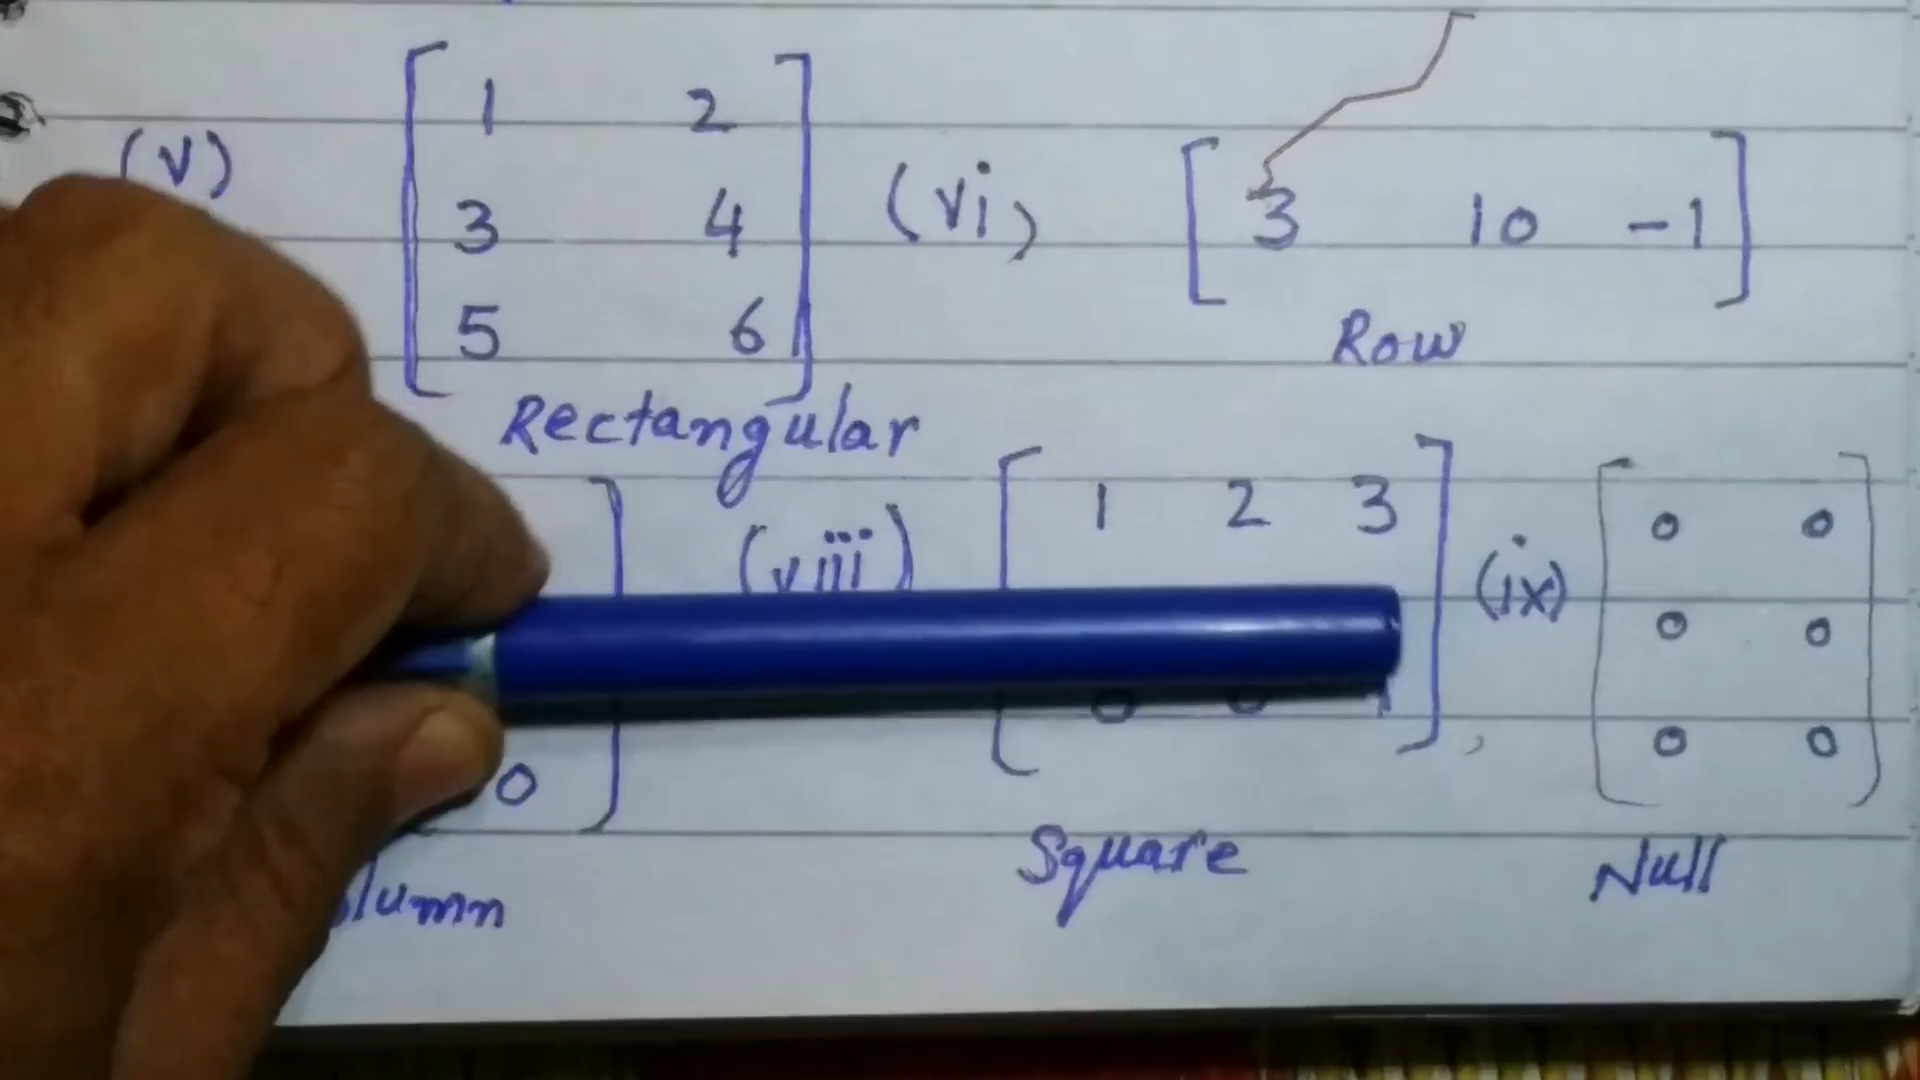 (v) [1 2
3 4
5 6]
Rectangular
(vi) [3 10 -1]
Row
0]
(viii) [1 2 3
]
Square
, (ix) [0 0
0 0
0 0]
Null